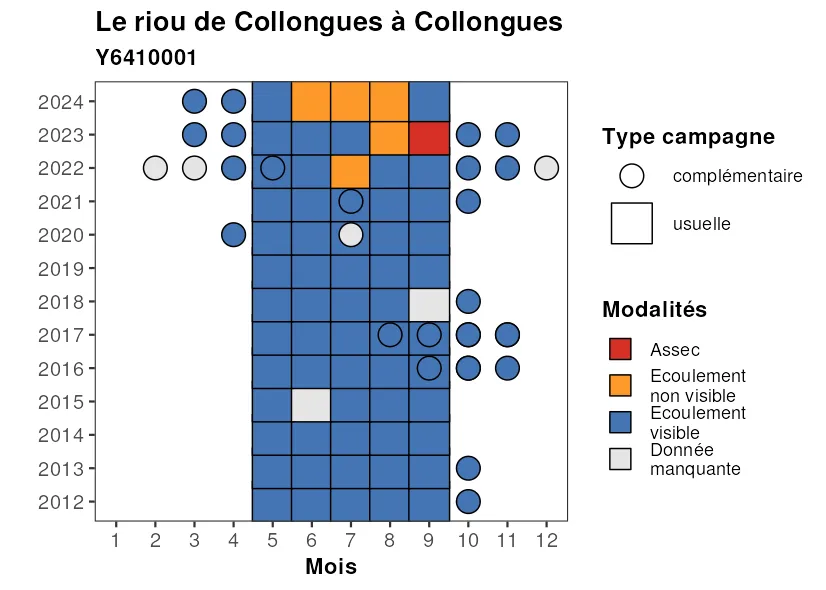 Le riou de Collongues à Collongues
Y6410001
2024
2023
2022
2021
2020
2019
2018
2017
2016
2015
2014
2013
2012
1 2 3 4 5 6 7 8 9 10 11 12
Mois
Type campagne
complémentaire
usuelle
Modalités
Assec
Ecoulement
non visible
Ecoulement
visible
Donnée
manquante